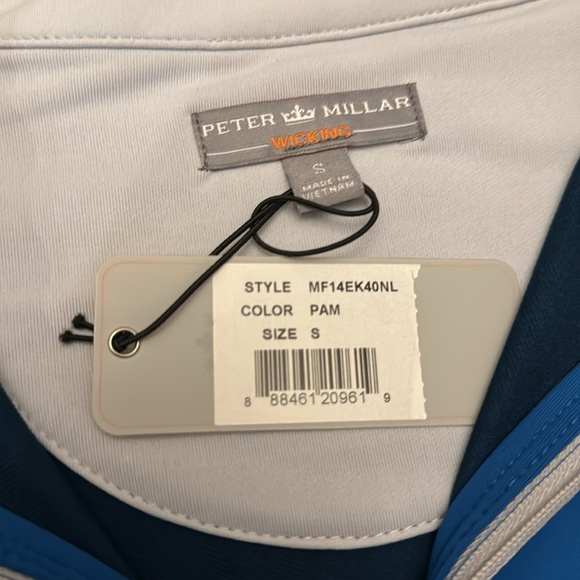 PETER MILLAR
WICKING
S
MADE IN
VIETNAM
STYLE MF14EK40NL
COLOR PAM
SIZE S
8 88461 20961 9